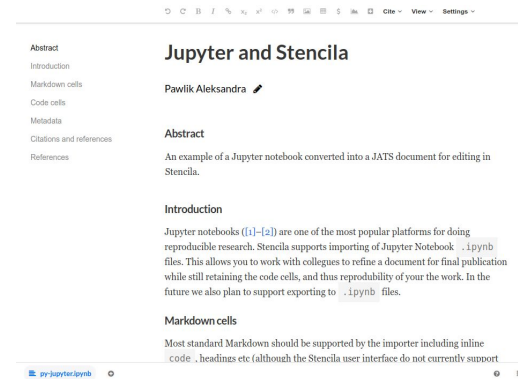 B I x₂ x² </> $ Cite View Settings
Abstract
Introduction
Markdown cells
Code cells
Metadata
Citations and references
References
Jupyter and Stencila
Pawlik Aleksandra
Abstract
An example of a Jupyter notebook converted into a JATS document for editing in
Stencila.
Introduction
Jupyter notebooks ([1]–[2]) are one of the most popular platforms for doing
reproducible research. Stencila supports importing of Jupyter Notebook .ipynb
files. This allows you to work with collegues to refine a document for final publication
while still retaining the code cells, and thus reprodubility of your the work. In the
future we also plan to support exporting to .ipynb files.
Markdown cells
Most standard Markdown should be supported by the importer including inline
code , headings etc (although the Stencila user interface do not currently support
py-jupyter.ipynb